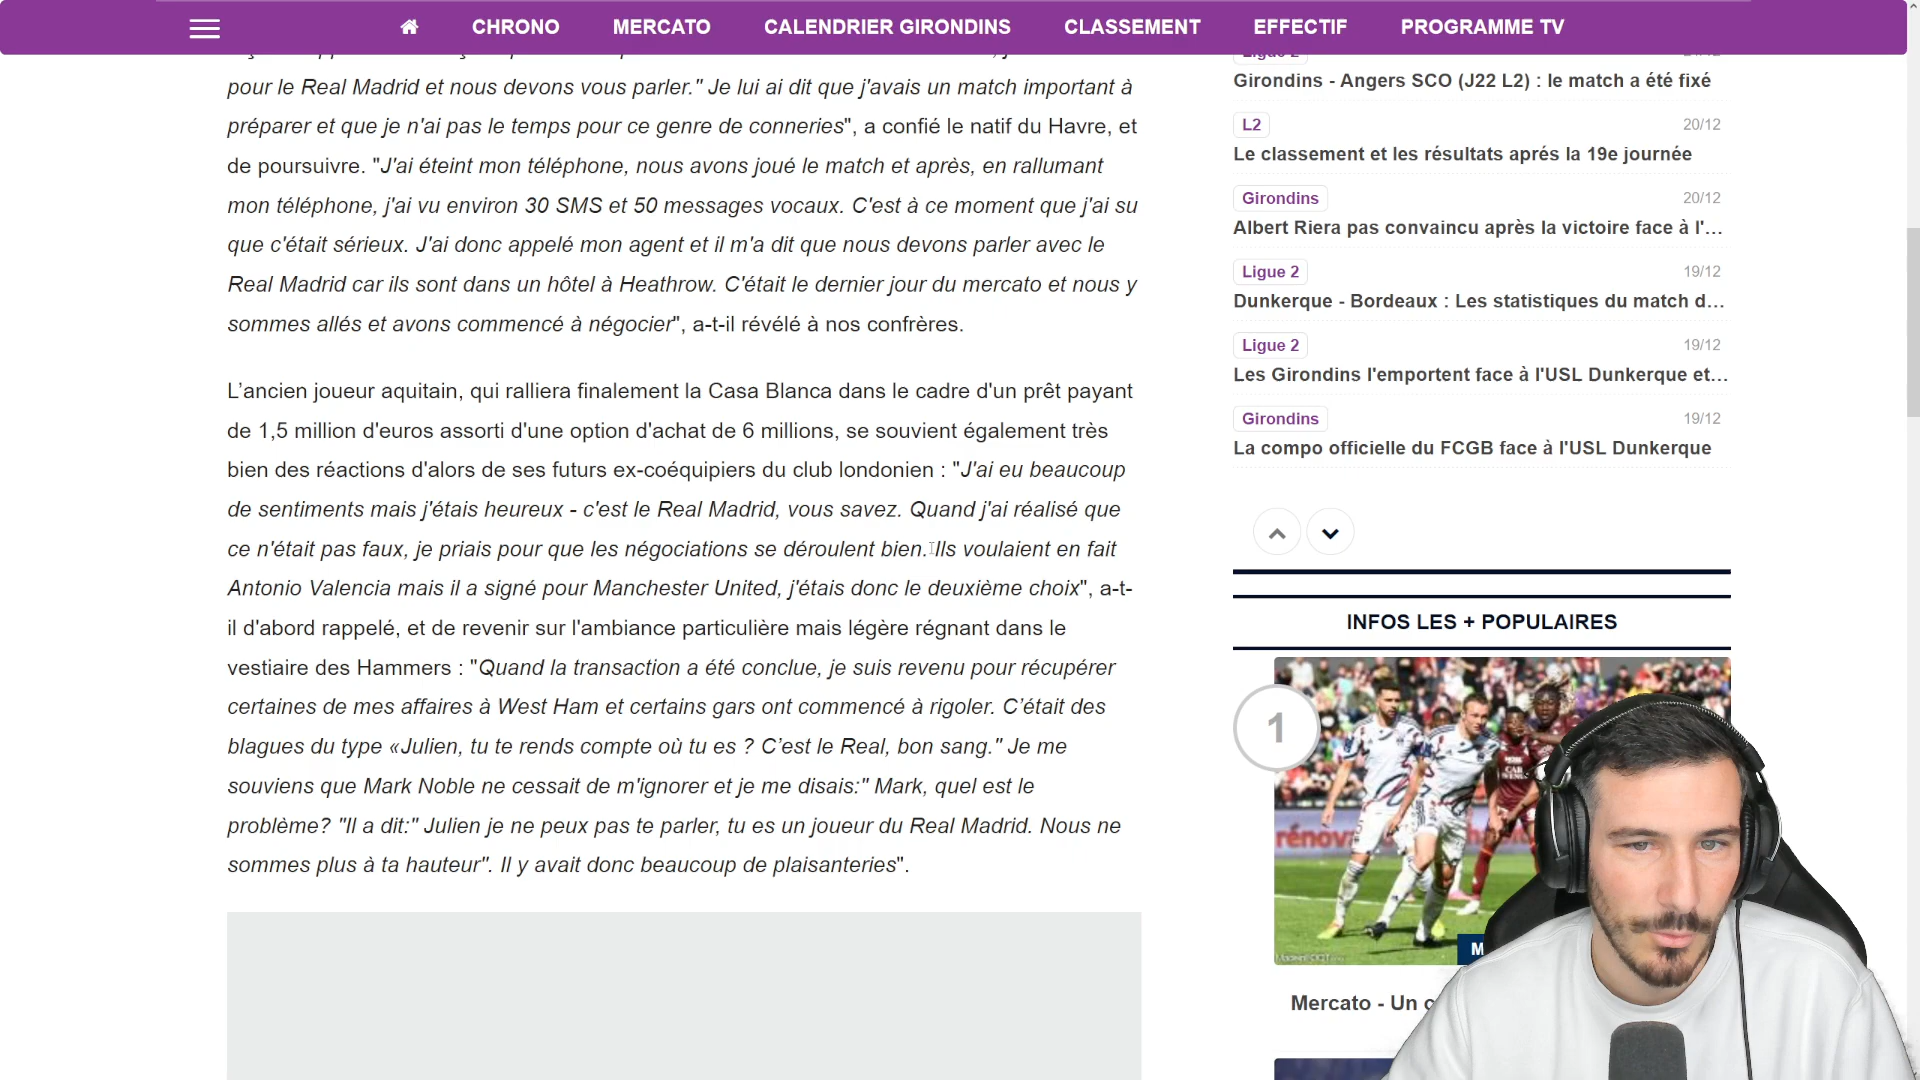 CHRONO MERCATO CALENDRIER GIRONDINS CLASSEMENT EFFECTIF PROGRAMME TV
pour le Real Madrid et nous devons vous parler." Je lui ai dit que j'avais un match important à
préparer et que je n'ai pas le temps pour ce genre de conneries", a confié le natif du Havre, et
de poursuivre. "J'ai éteint mon téléphone, nous avons joué le match et après, en rallumant
mon téléphone, j'ai vu environ 30 SMS et 50 messages vocaux. C'est à ce moment que j'ai su
que c'était sérieux. J'ai donc appelé mon agent et il m'a dit que nous devons parler avec le
Real Madrid car ils sont dans un hôtel à Heathrow. C'était le dernier jour du mercato et nous y
sommes allés et avons commencé à négocier", a-t-il révélé à nos confrères.
L’ancien joueur aquitain, qui ralliera finalement la Casa Blanca dans le cadre d'un prêt payant
de 1,5 million d'euros assorti d'une option d'achat de 6 millions, se souvient également très
bien des réactions d'alors de ses futurs ex-coéquipiers du club londonien : "J'ai eu beaucoup
de sentiments mais j'étais heureux - c'est le Real Madrid, vous savez. Quand j'ai réalisé que
ce n'était pas faux, je priais pour que les négociations se déroulent bien. Ils voulaient en fait
Antonio Valencia mais il a signé pour Manchester United, j'étais donc le deuxième choix", a-t-
il d'abord rappelé, et de revenir sur l'ambiance particulière mais légère régnant dans le
vestiaire des Hammers : "Quand la transaction a été conclue, je suis revenu pour récupérer
certaines de mes affaires à West Ham et certains gars ont commencé à rigoler. C’était des
blagues du type «Julien, tu te rends compte où tu es ? C’est le Real, bon sang." Je me
souviens que Mark Noble ne cessait de m'ignorer et je me disais:" Mark, quel est le
problème? "Il a dit:" Julien je ne peux pas te parler, tu es un joueur du Real Madrid. Nous ne
sommes plus à ta hauteur". Il y avait donc beaucoup de plaisanteries".
Ligue 2
Girondins - Angers SCO (J22 L2) : le match a été fixé
L2 20/12
Le classement et les résultats aprés la 19e journée
Girondins 20/12
Albert Riera pas convaincu après la victoire face à l'...
Ligue 2 19/12
Dunkerque - Bordeaux : Les statistiques du match d...
Ligue 2 19/12
Les Girondins l'emportent face à l'USL Dunkerque et...
Girondins 19/12
La compo officielle du FCGB face à l'USL Dunkerque
INFOS LES + POPULAIRES
1
rénov
M
Mercato - Un c